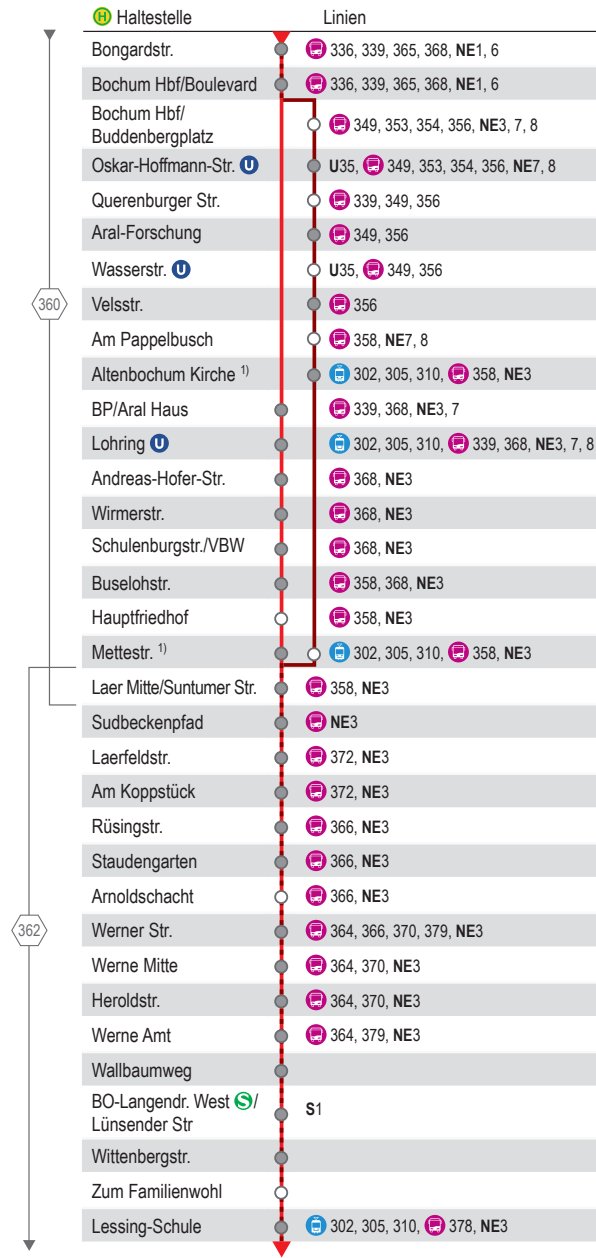 H Haltestelle Linien
Bongardstr. 336, 339, 365, 368, NE1, 6
Bochum Hbf/Boulevard 336, 339, 365, 368, NE1, 6
Bochum Hbf/
Buddenbergplatz 349, 353, 354, 356, NE3, 7, 8
Oskar-Hoffmann-Str. U U35, 349, 353, 354, 356, NE7, 8
Querenburger Str. 339, 349, 356
Aral-Forschung 349, 356
Wasserstr. U U35, 349, 356
360 Velsstr. 356
Am Pappelbusch 358, NE7, 8
Altenbochum Kirche 1) 302, 305, 310, 358, NE3
BP/Aral Haus 339, 368, NE3, 7
Lohring U 302, 305, 310, 339, 368, NE3, 7, 8
Andreas-Hofer-Str. 368, NE3
Wirmerstr. 368, NE3
Schulenburgstr./VBW 368, NE3
Buselohstr. 358, 368, NE3
Hauptfriedhof 358, NE3
Mettestr. 1) 302, 305, 310, 358, NE3
Laer Mitte/Suntumer Str. 358, NE3
Sudbeckenpfad NE3
Laerfeldstr. 372, NE3
Am Koppstück 372, NE3
Rüsingstr. 366, NE3
Staudengarten 366, NE3
Arnoldschacht 366, NE3
362 Werner Str. 364, 366, 370, 379, NE3
Werne Mitte 364, 370, NE3
Heroldstr. 364, 370, NE3
Werne Amt 364, 379, NE3
Wallbaumweg
BO-Langendr. West S/
Lünsender Str S1
Wittenbergstr.
Zum Familienwohl
Lessing-Schule 302, 305, 310, 378, NE3